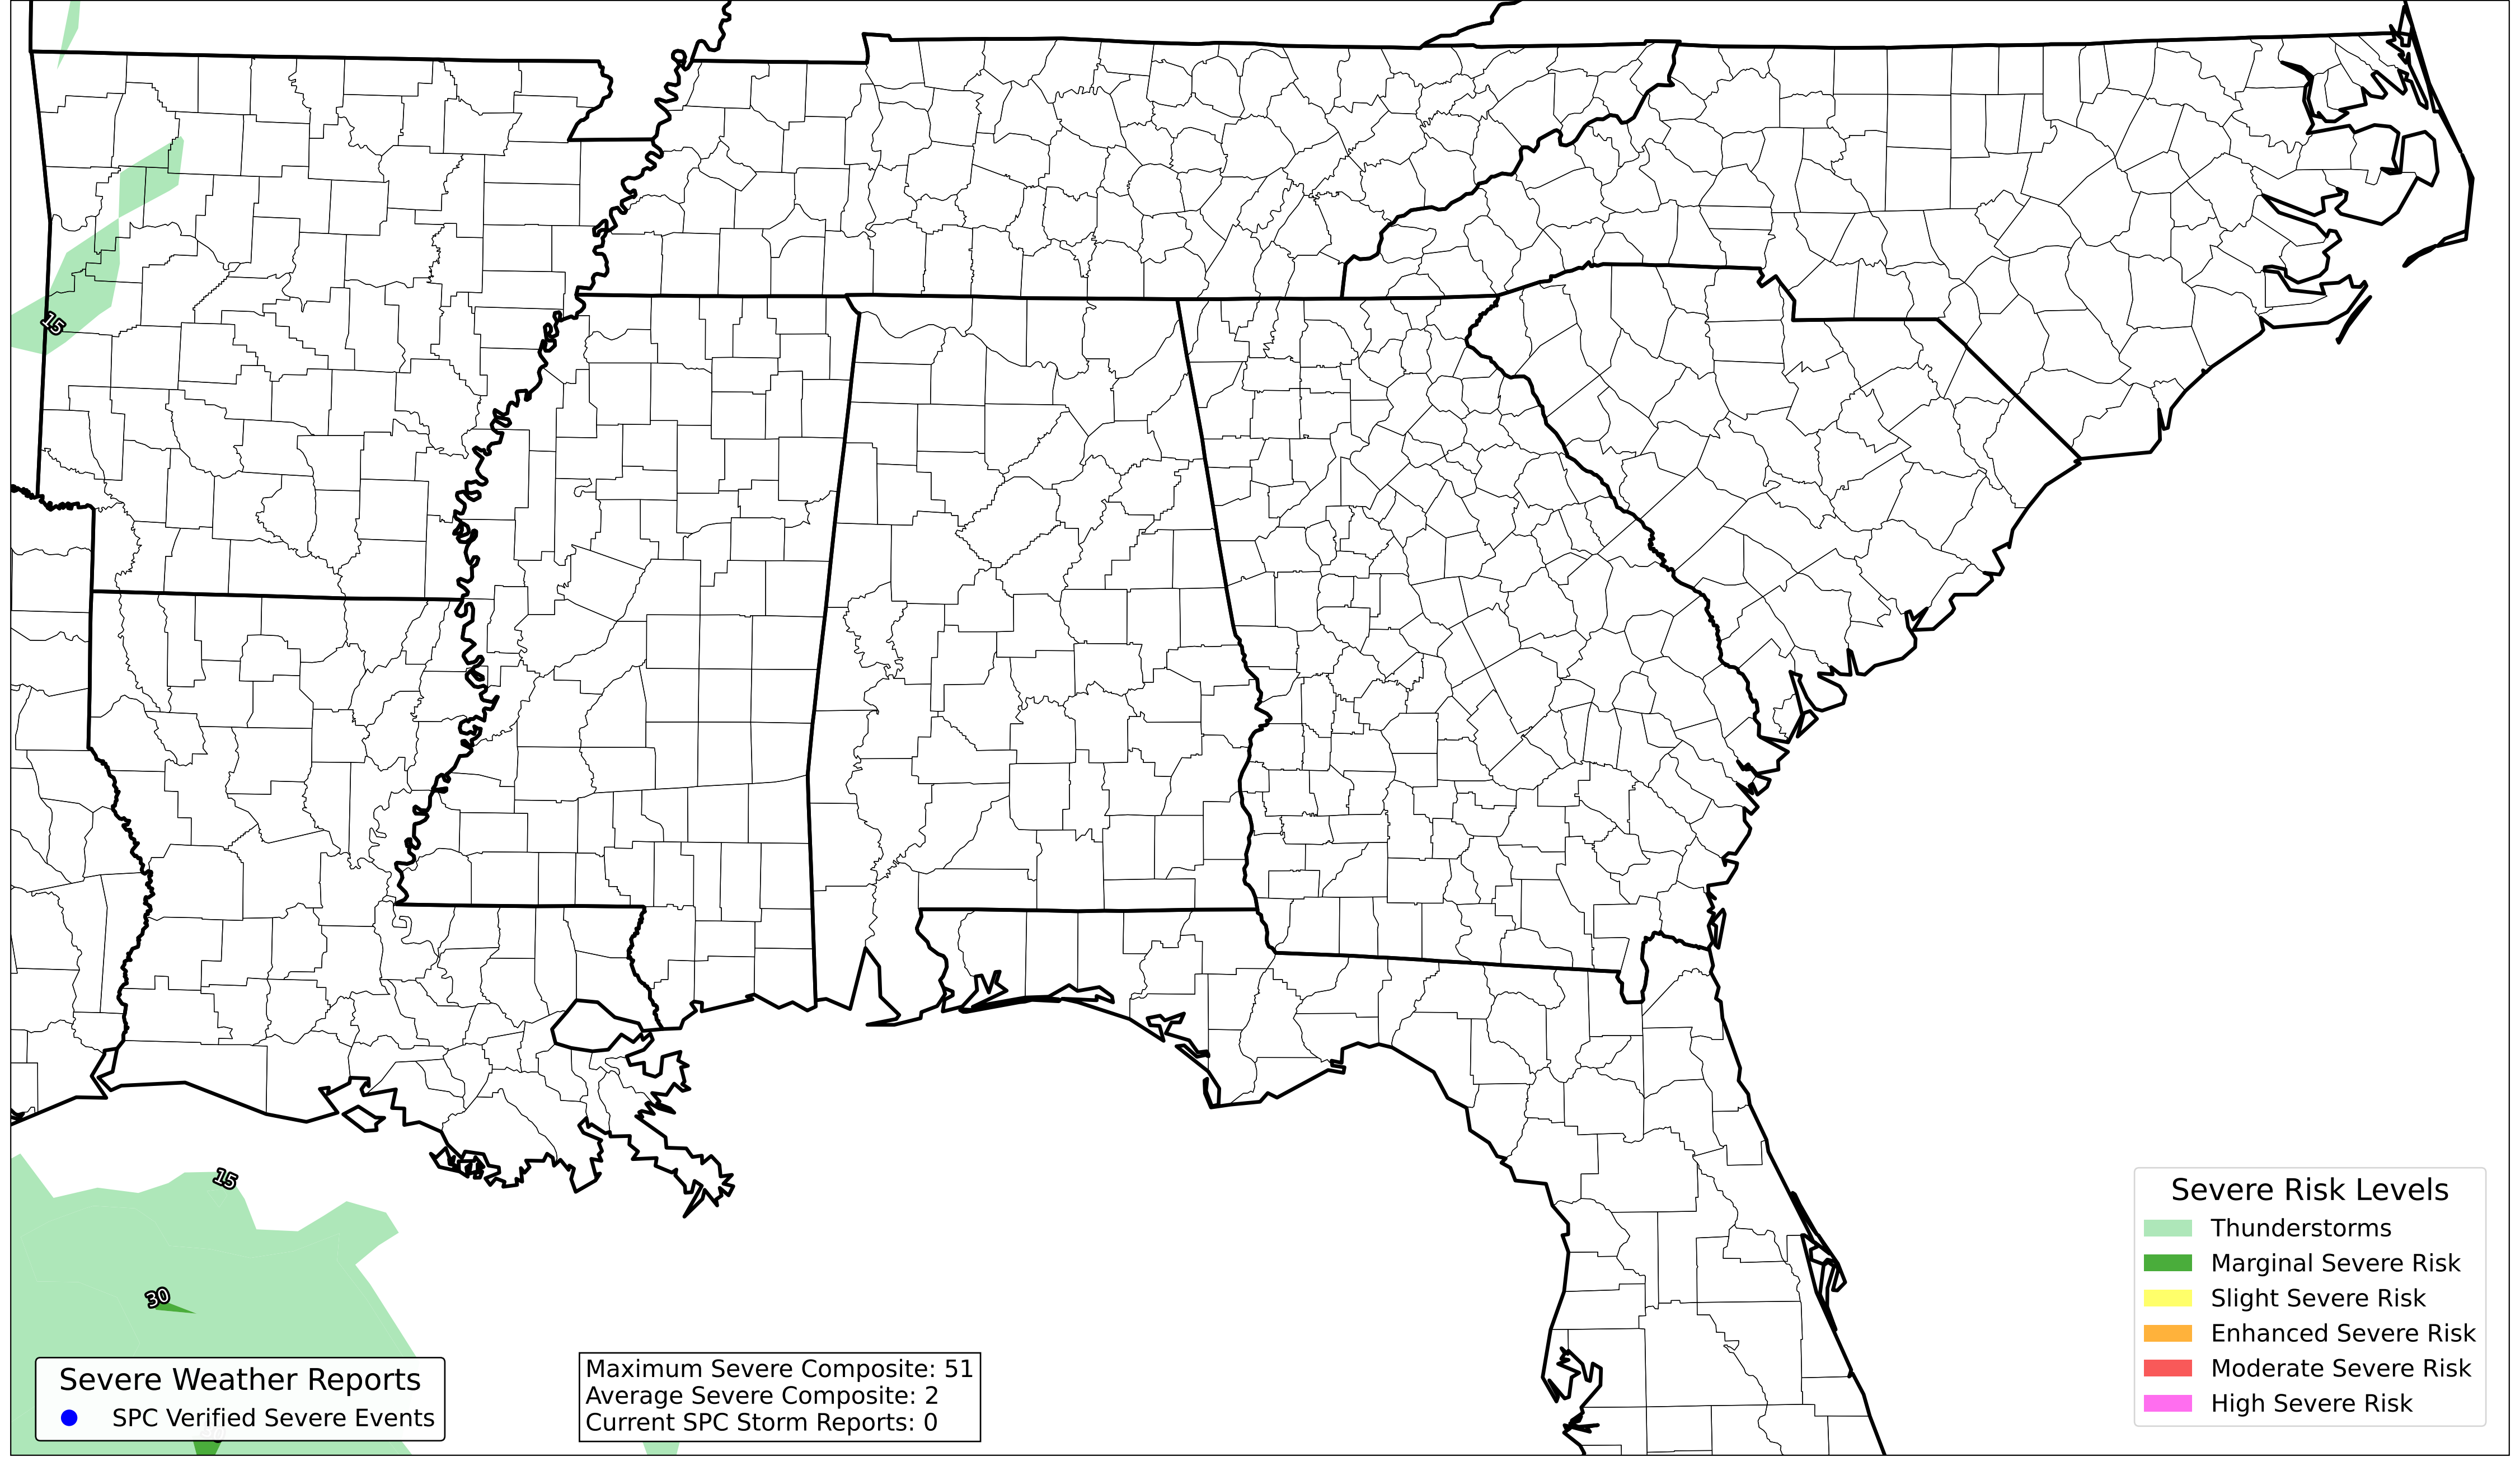 15
15
30
Severe Risk Levels
Thunderstorms
Marginal Severe Risk
Slight Severe Risk
Enhanced Severe Risk
Moderate Severe Risk
High Severe Risk
Severe Weather Reports
SPC Verified Severe Events
Maximum Severe Composite: 51
Average Severe Composite: 2
Current SPC Storm Reports: 0